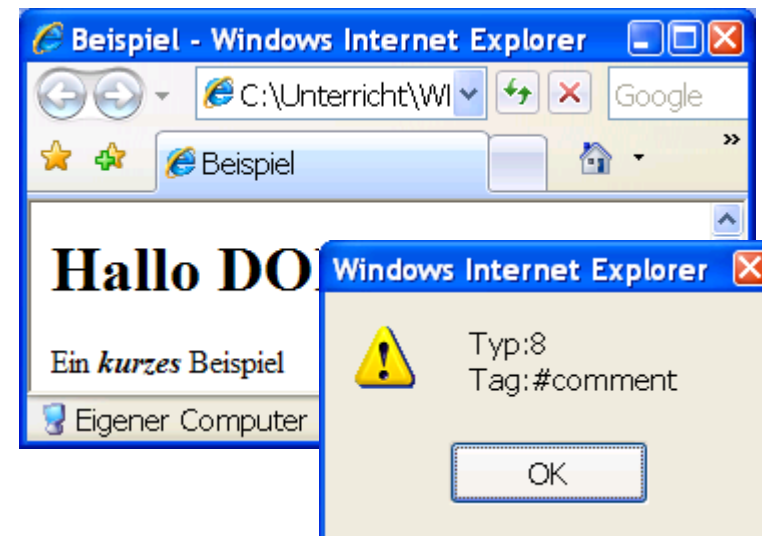 Beispiel - Windows Internet Explorer
C:\Unterricht\WI
Google
Beispiel
»
Hallo DO
Windows Internet Explorer
Ein kurzes Beispiel
Typ:8
Tag:#comment
Eigener Computer
OK